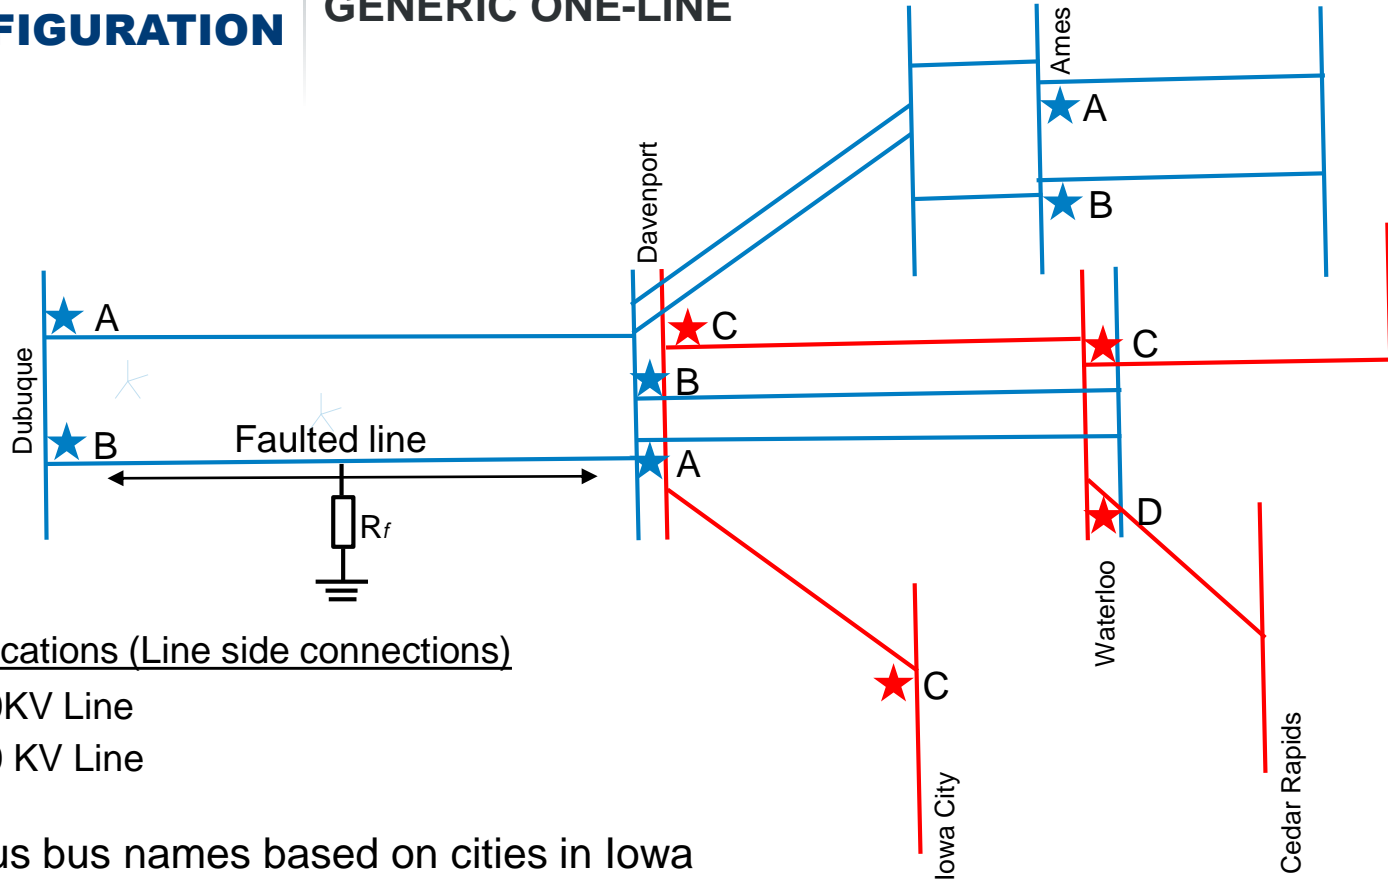 FIGURATION
GENERIC ONE-LINE
Ames
A
B
Davenport
Dubuque
A
B
Faulted line
Rf
C
B
A
C
D
Waterloo
C
Iowa City
Cedar Rapids
cations (Line side connections)
KV Line
KV Line
us bus names based on cities in Iowa